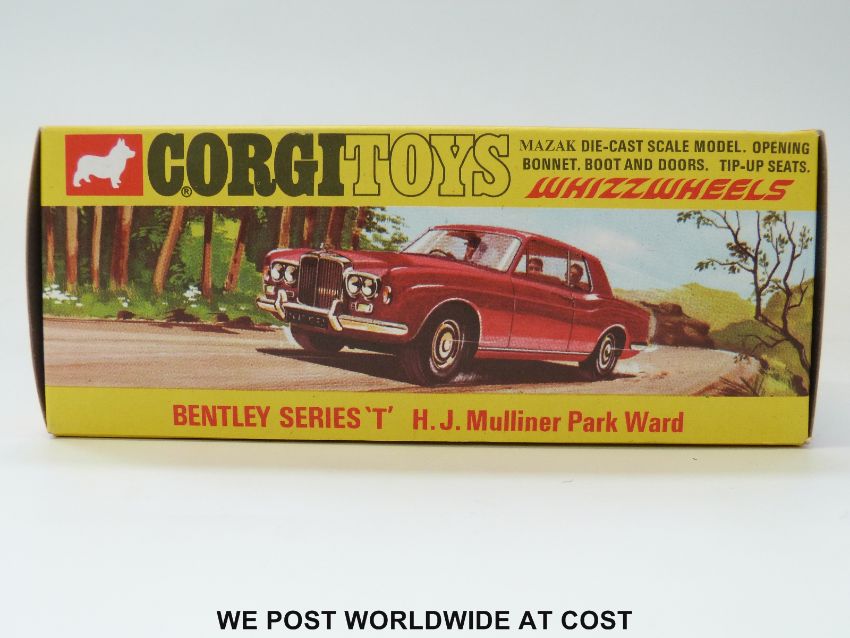 CORGI TOYS
®
MAZAK DIE-CAST SCALE MODEL. OPENING
BONNET. BOOT AND DOORS. TIP-UP SEATS.
WHIZZWHEELS
BENTLEY SERIES 'T' H.J. Mulliner Park Ward
WE POST WORLDWIDE AT COST